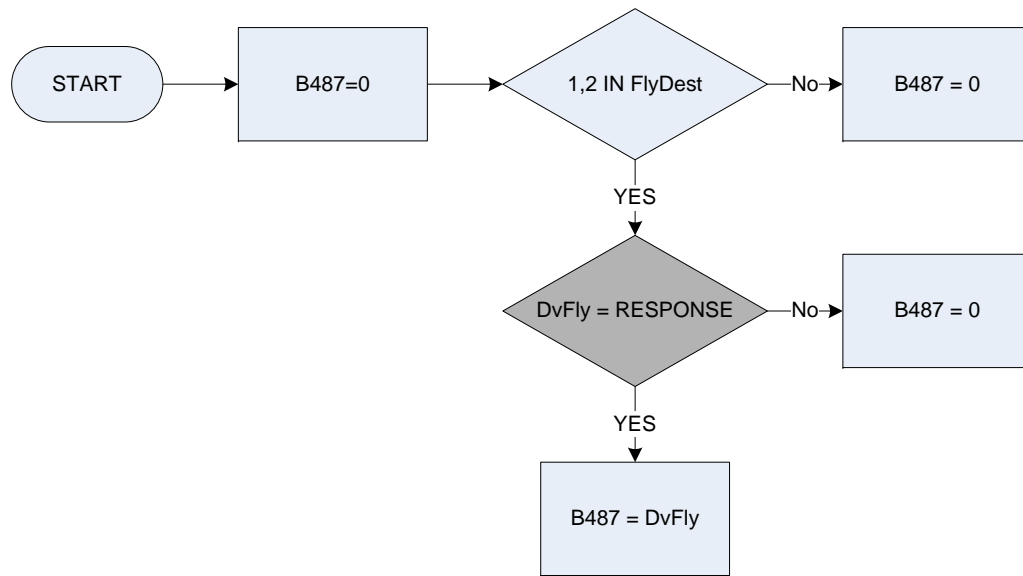 START
B487=0
1,2 IN FlyDest
No
B487 = 0
YES
DvFly = RESPONSE
No
B487 = 0
YES
B487 = DvFly